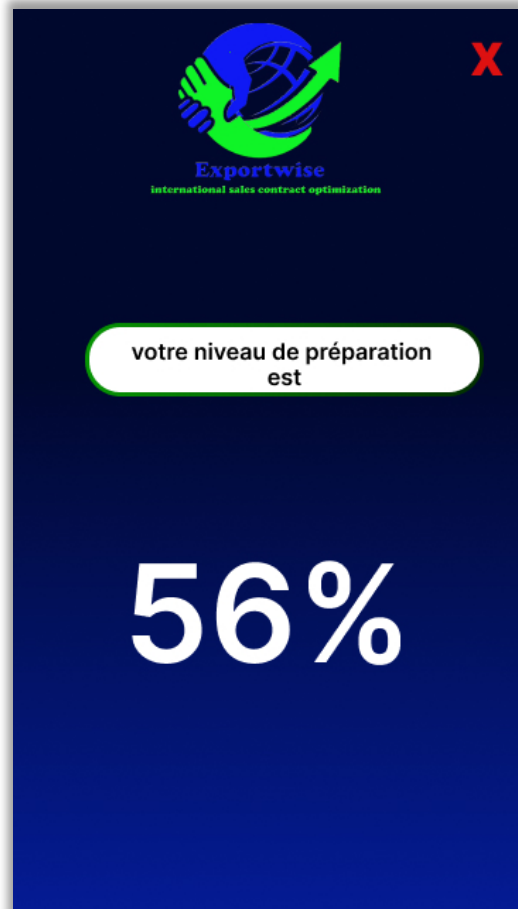 X
Exportwise
international sales contract optimization
votre niveau de préparation
est
56%